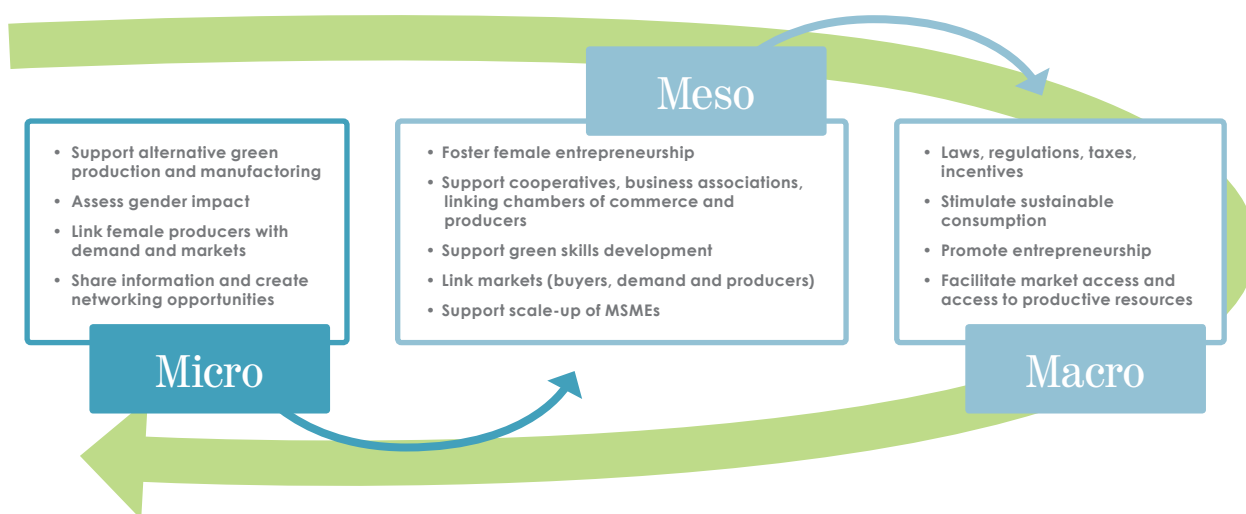 • Support alternative green
production and manufactoring
• Assess gender impact
• Link female producers with
demand and markets
• Share information and create
networking opportunities
Micro
Meso
• Foster female entrepreneurship
• Support cooperatives, business associations,
linking chambers of commerce and
producers
• Support green skills development
• Link markets (buyers, demand and producers)
• Support scale-up of MSMEs
• Laws, regulations, taxes,
incentives
• Stimulate sustainable
consumption
• Promote entrepreneurship
• Facilitate market access and
access to productive resources
Macro